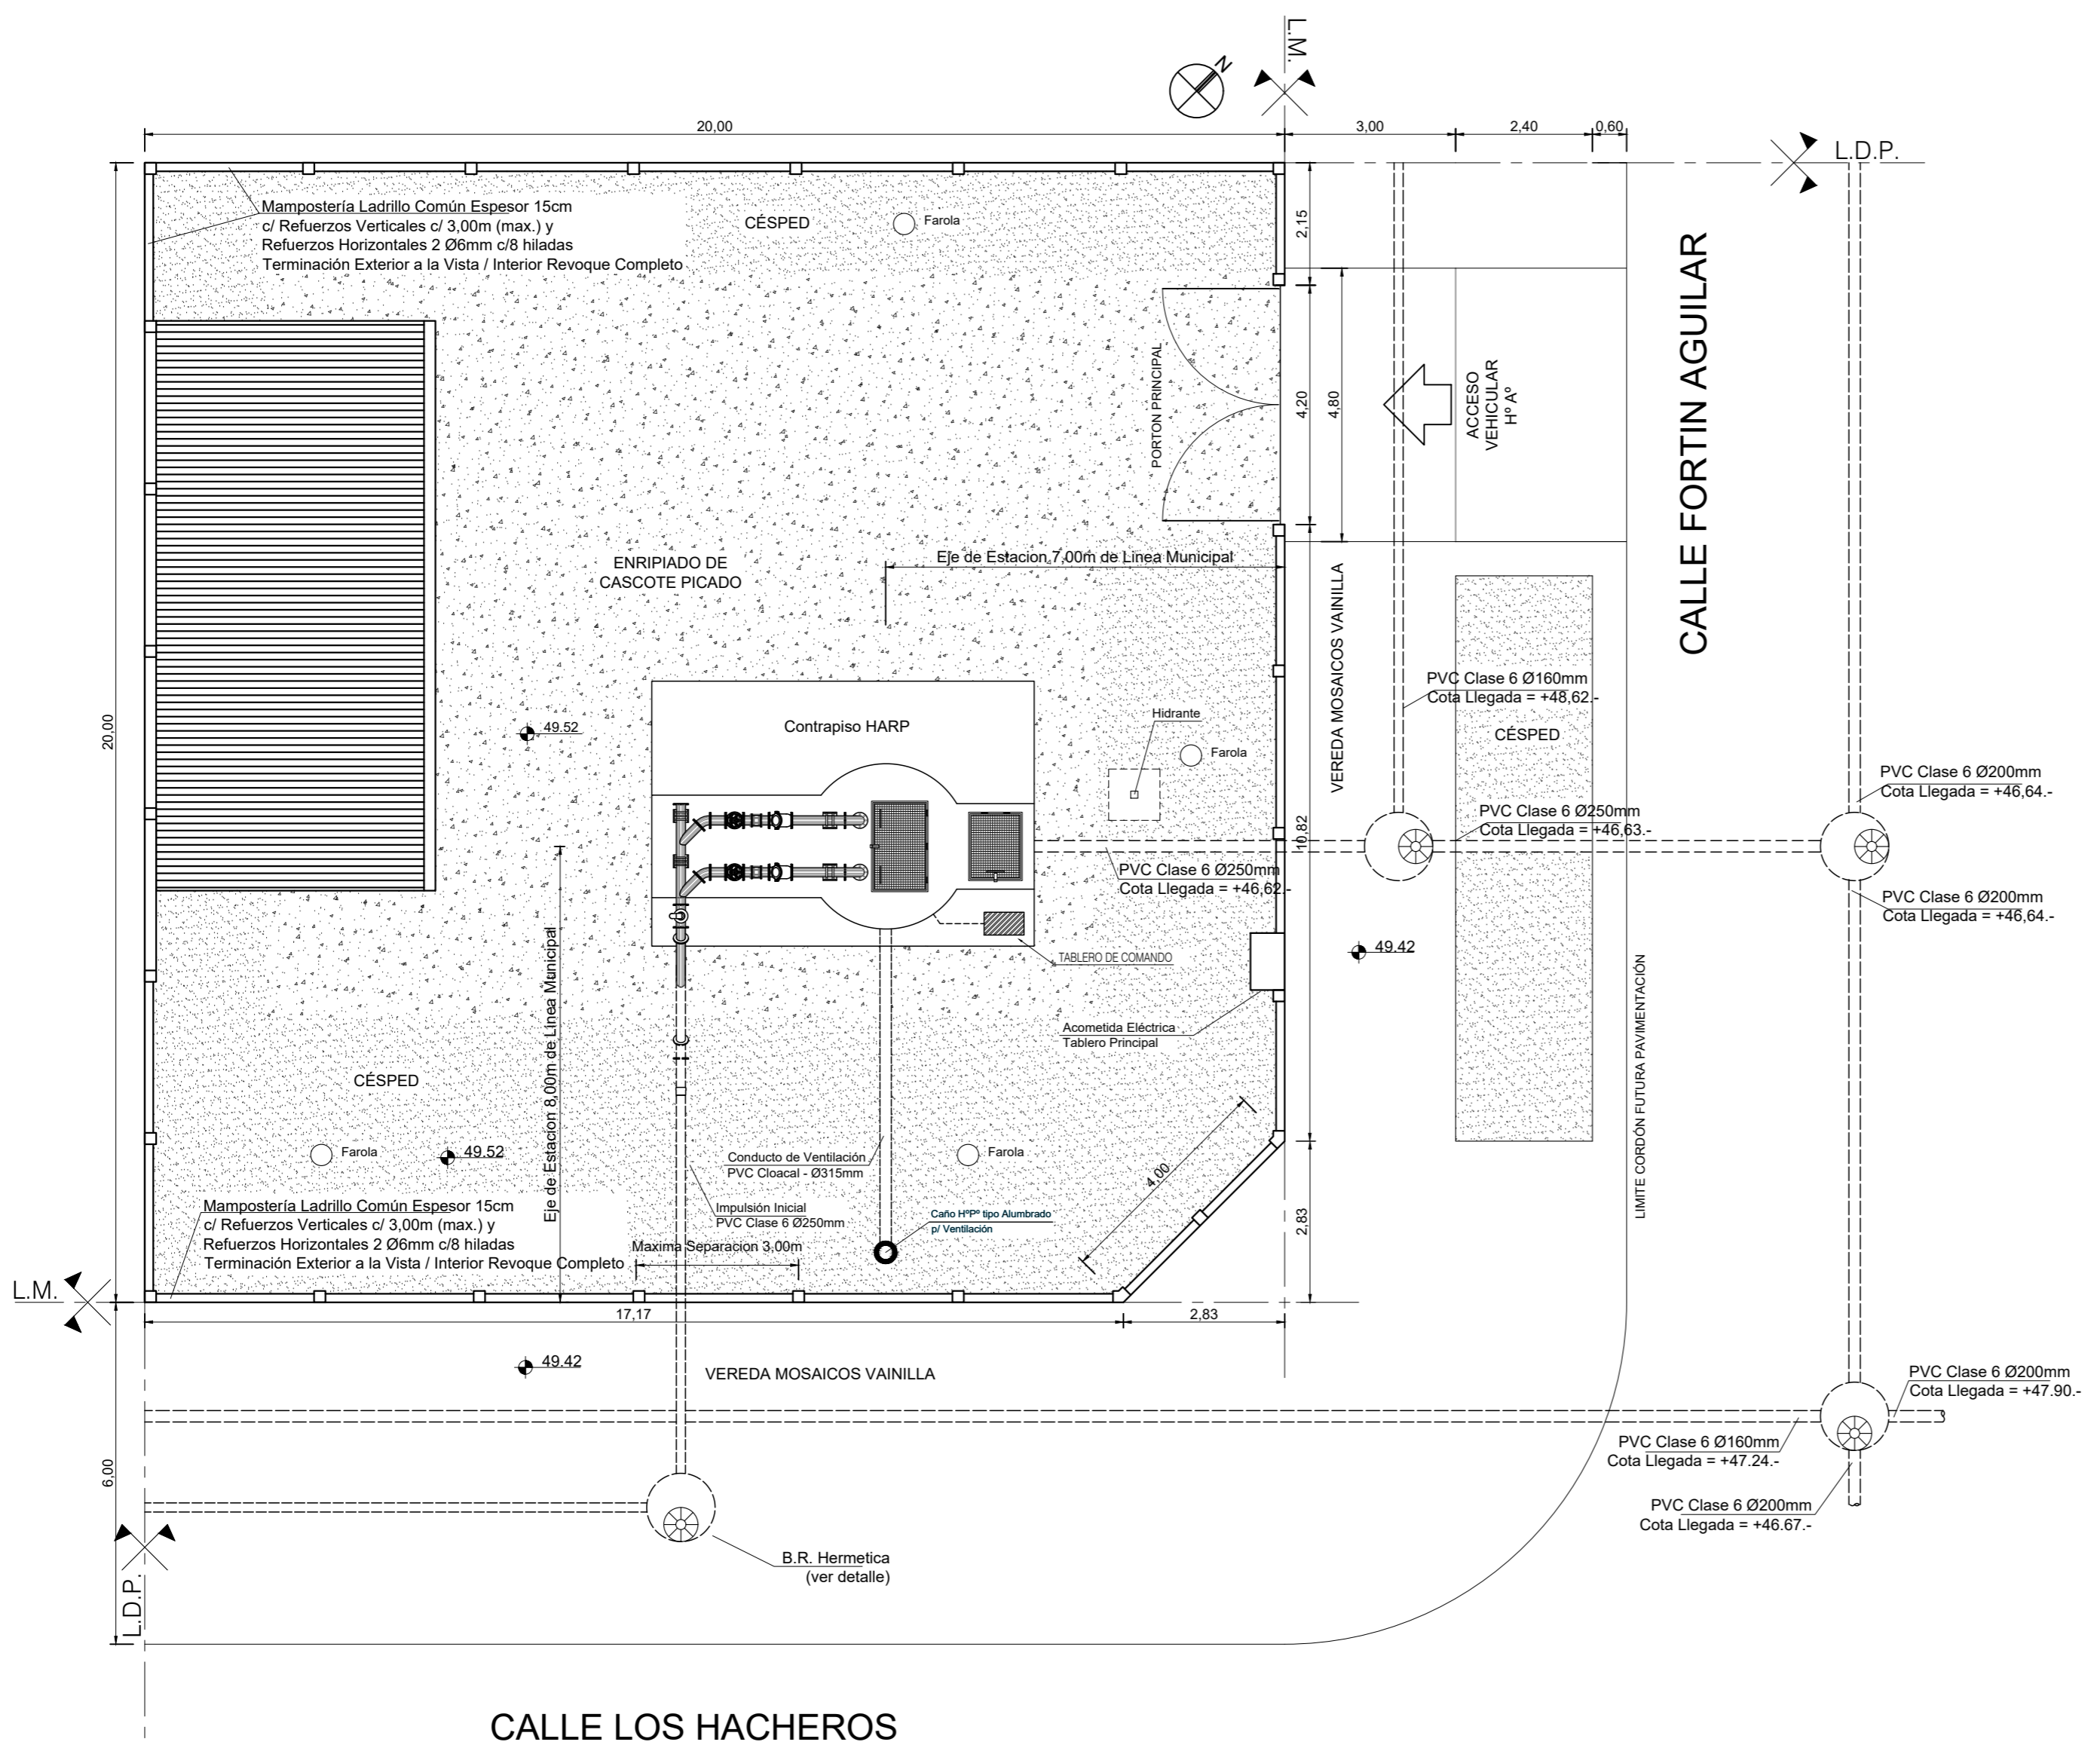 L.M.
N
20,00
3,00
2,40
0,60
L.D.P.
Mampostería Ladrillo Común Espesor 15cm
c/ Refuerzos Verticales c/ 3,00m (max.) y
Refuerzos Horizontales 2 Ø6mm c/8 hiladas
Terminación Exterior a la Vista / Interior Revoque Completo
CÉSPED
Farola
2,15
CALLE FORTIN AGUILAR
PORTON PRINCIPAL
4,20
4,80
ACCESO
VEHICULAR
Hº Aº
ENRIPIADO DE
CASCOTE PICADO
Eje de Estacion 7,00m de Linea Municipal
VEREDA MOSAICOS VAINILLA
20,00
49.52
Contrapiso HARP
Hidrante
Farola
PVC Clase 6 Ø160mm
Cota Llegada = +48,62.-
CÉSPED
PVC Clase 6 Ø200mm
Cota Llegada = +46,64.-
PVC Clase 6 Ø250mm
Cota Llegada = +46,63.-
10,82
PVC Clase 6 Ø250mm
Cota Llegada = +46,62.-
PVC Clase 6 Ø200mm
Cota Llegada = +46,64.-
49.42
TABLERO DE COMANDO
Eje de Estacion 8,00m de Linea Municipal
Acometida Eléctrica
Tablero Principal
LIMITE CORDÓN FUTURA PAVIMENTACIÓN
CÉSPED
Farola
49.52
Conducto de Ventilación
PVC Cloacal - Ø315mm
Farola
4,00
Mampostería Ladrillo Común Espesor 15cm
c/ Refuerzos Verticales c/ 3,00m (max.) y
Refuerzos Horizontales 2 Ø6mm c/8 hiladas
Terminación Exterior a la Vista / Interior Revoque Completo
Impulsión Inicial
PVC Clase 6 Ø250mm
Maxima Separacion 3,00m
Caño HºPº tipo Alumbrado
p/ Ventilación
2,83
L.M.
17,17
2,83
49.42
VEREDA MOSAICOS VAINILLA
PVC Clase 6 Ø200mm
Cota Llegada = +47.90.-
PVC Clase 6 Ø160mm
Cota Llegada = +47.24.-
6,00
PVC Clase 6 Ø200mm
Cota Llegada = +46.67.-
B.R. Hermetica
(ver detalle)
L.D.P.
CALLE LOS HACHEROS